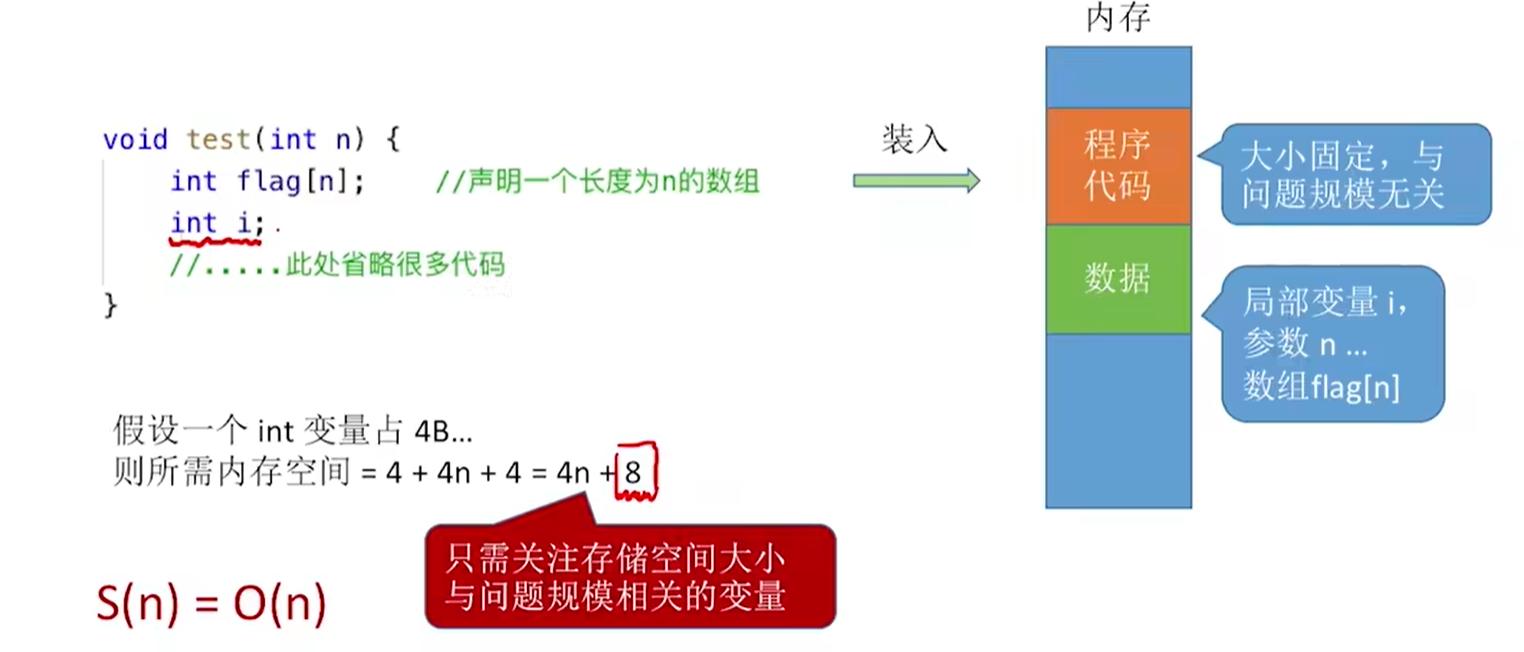 内存
void test(int n) {
int flag[n]; //声明一个长度为n的数组
int i;
//.....此处省略很多代码
}
装入
程序
代码
大小固定，与
问题规模无关
数据
局部变量 i，
参数 n ...
数组flag[n]
假设一个 int 变量占 4B...
则所需内存空间 = 4 + 4n + 4 = 4n + 8
只需关注存储空间大小
与问题规模相关的变量
S(n) = O(n)